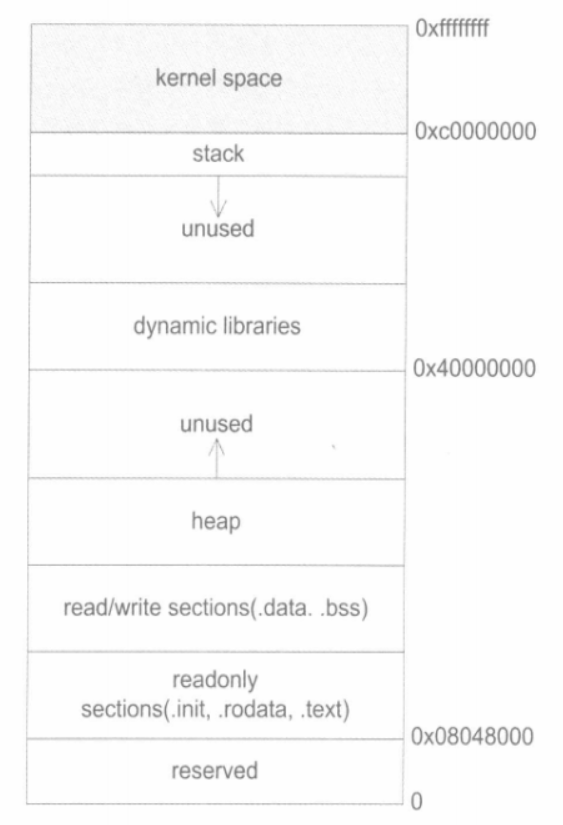 0xffffffff
kernel space
0xc0000000
stack
unused
dynamic libraries
0x40000000
unused
heap
read/write sections(.data. .bss)
readonly
sections(.init, .rodata, .text)
0x08048000
reserved
0